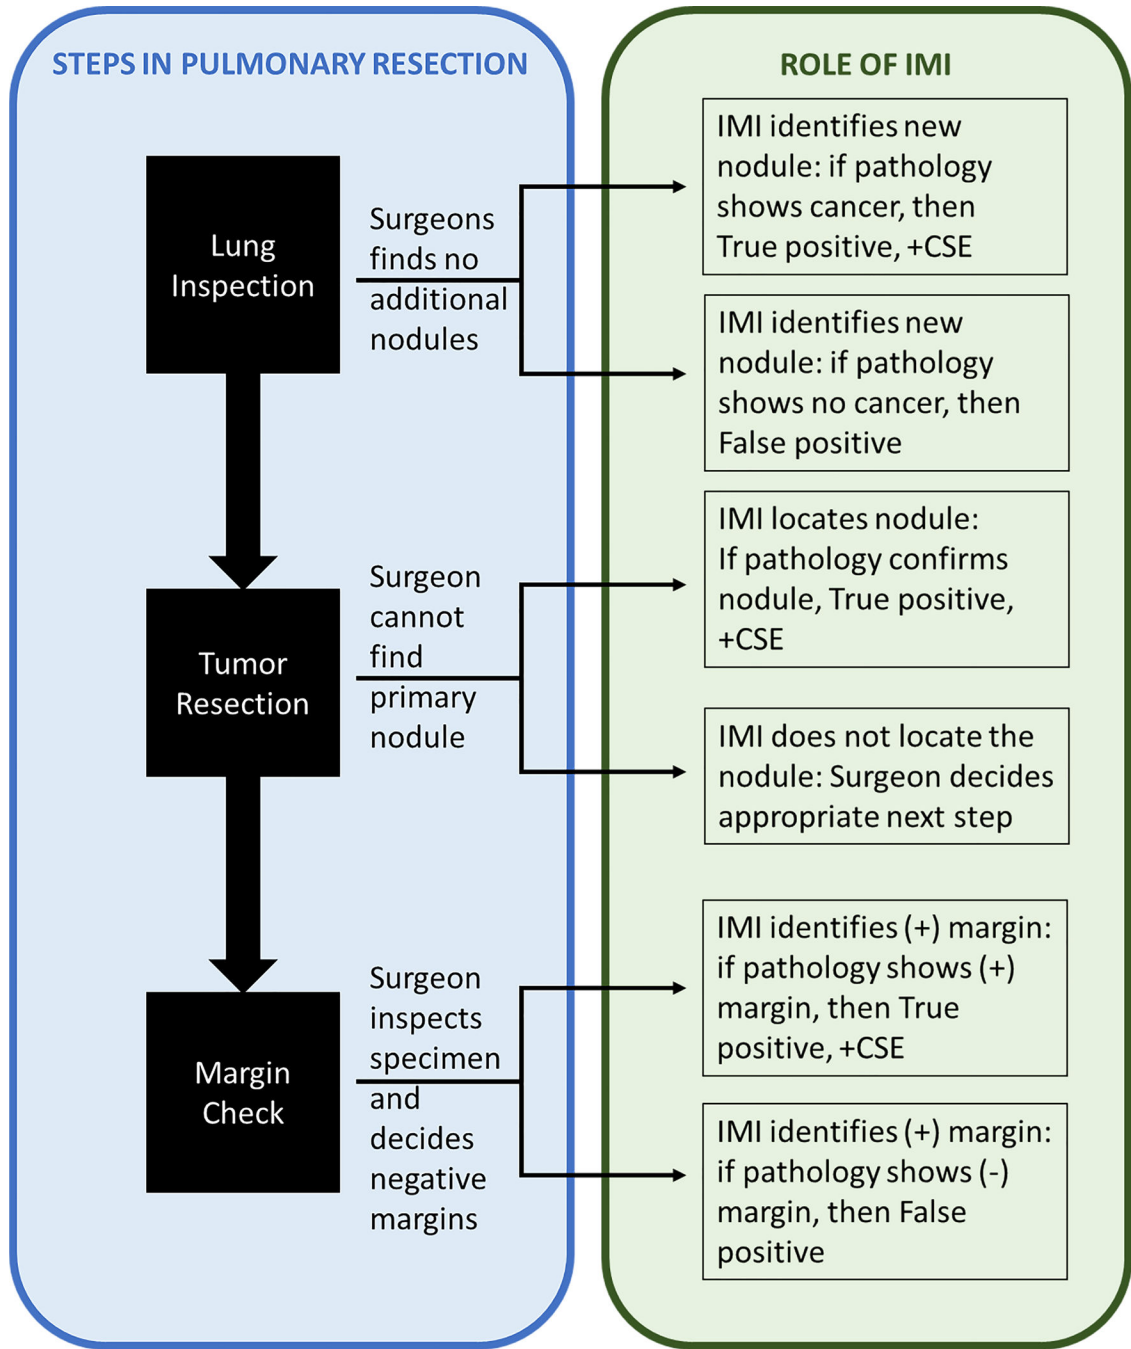 STEPS IN PULMONARY RESECTION
ROLE OF IMI
Lung
Inspection
Surgeons
finds no
additional
nodules
IMI identifies new
nodule: if pathology
shows cancer, then
True positive, +CSE
IMI identifies new
nodule: if pathology
shows no cancer, then
False positive
Tumor
Resection
Surgeon
cannot
find
primary
nodule
IMI locates nodule:
If pathology confirms
nodule, True positive,
+CSE
IMI does not locate the
nodule: Surgeon decides
appropriate next step
Margin
Check
Surgeon
inspects
specimen
and
decides
negative
margins
IMI identifies (+) margin:
if pathology shows (+)
margin, then True
positive, +CSE
IMI identifies (+) margin:
if pathology shows (-)
margin, then False
positive